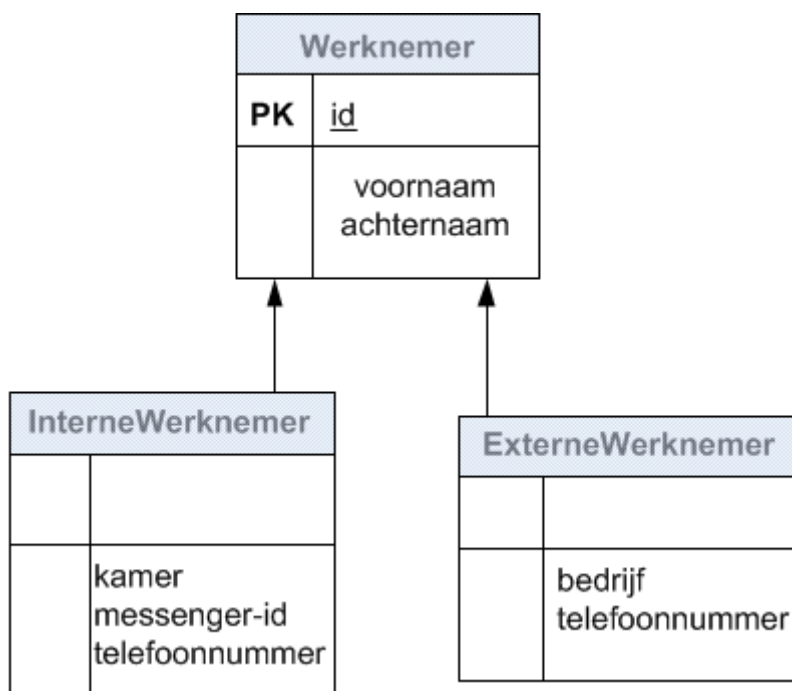 Werknemer
PK id
voornaam
achternaam
InterneWerknemer
kamer
messenger-id
telefoonnummer
ExterneWerknemer
bedrijf
telefoonnummer